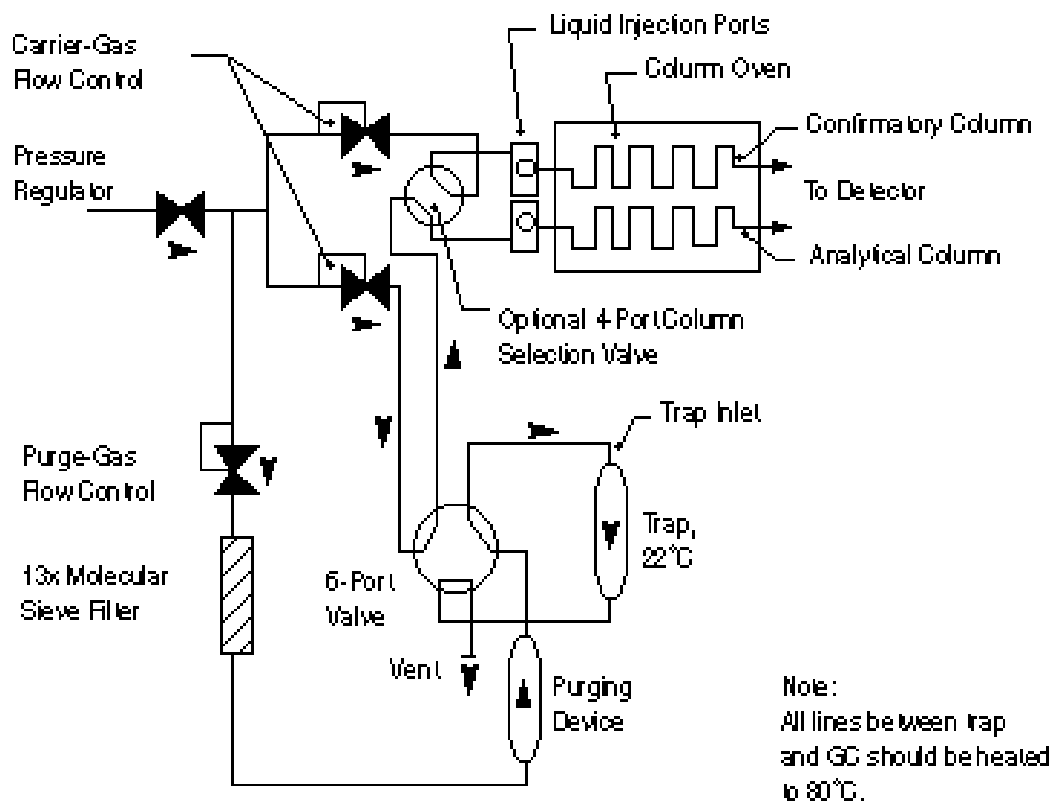 Liquid Injection Ports
Carrier-Gas
Flow Control
Column Oven
Confirmatory Column
Pressure
Regulator
To Detector
Analytical Column
Optional 4-Port Column
Selection Valve
Trap Inlet
Purge-Gas
Flow Control
Trap,
22°C
13x Molecular
Sieve Filter
6-Port
Valve
Vent
Purging
Device
Note:
All lines between trap
and GC should be heated
to 80°C.